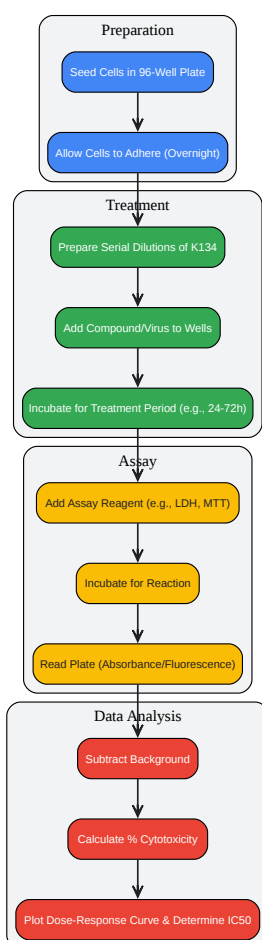 Preparation
Seed Cells in 96-Well Plate
Allow Cells to Adhere (Overnight)
Treatment
Prepare Serial Dilutions of K134
Add Compound/Virus to Wells
Incubate for Treatment Period (e.g., 24-72h)
Assay
Add Assay Reagent (e.g., LDH, MTT)
Incubate for Reaction
Read Plate (Absorbance/Fluorescence)
Data Analysis
Subtract Background
Calculate % Cytotoxicity
Plot Dose-Response Curve & Determine IC50